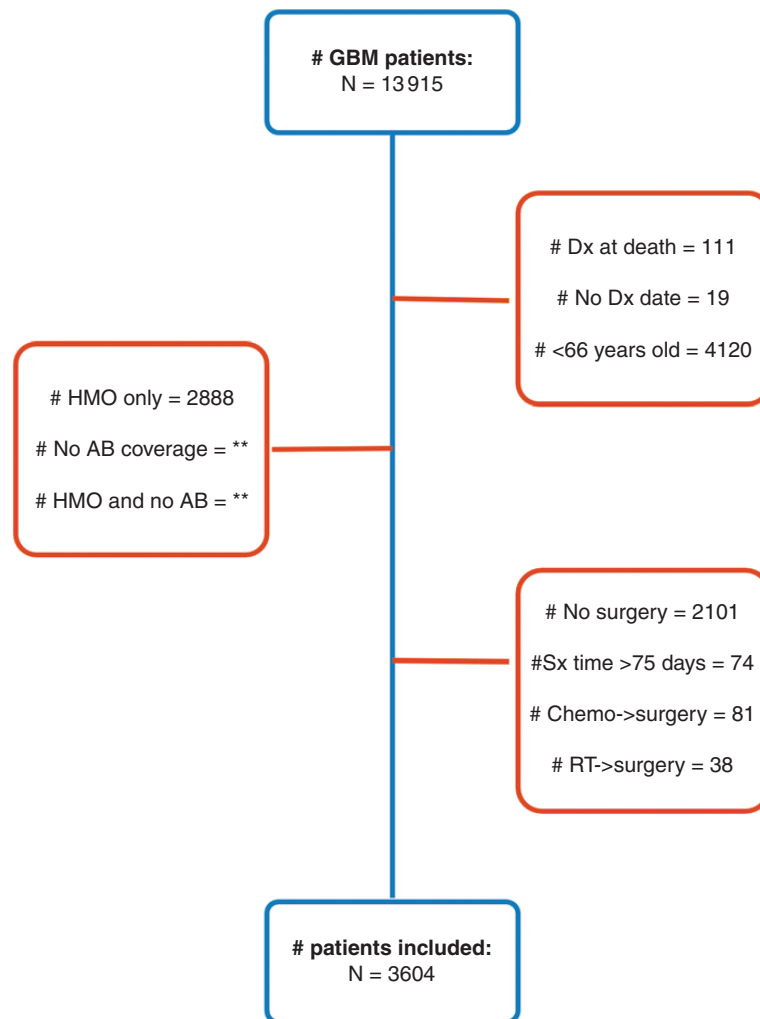 # GBM patients:
N = 13 915
# Dx at death = 111
# No Dx date = 19
# <66 years old = 4120
# HMO only = 2888
# No AB coverage = **
# HMO and no AB = **
# No surgery = 2101
#Sx time >75 days = 74
# Chemo->surgery = 81
# RT->surgery = 38
# patients included:
N = 3604